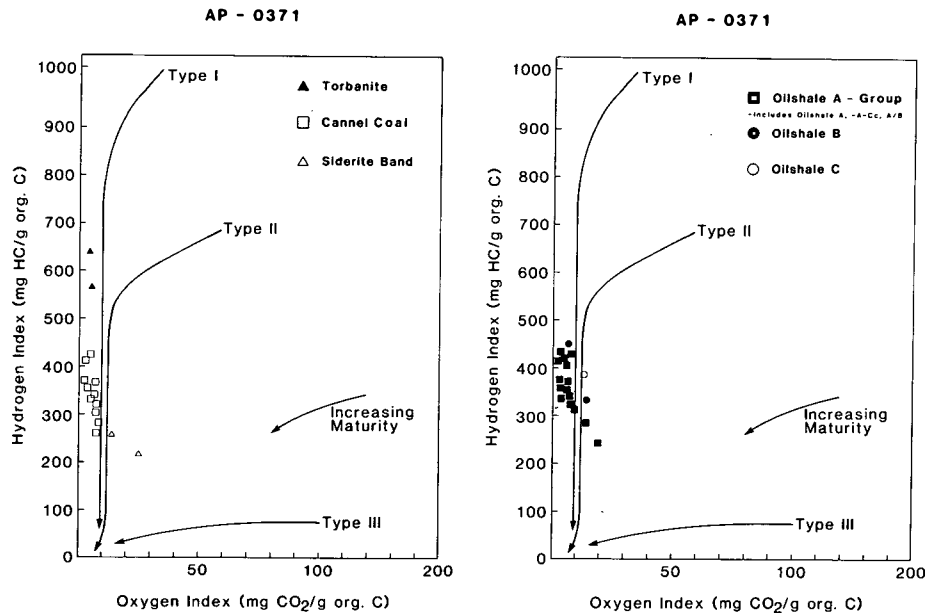 AP - 0371
Hydrogen Index (mg HC/g org. C)
1000
900
800
700
600
500
400
300
200
100
0
Type I
Type II
Type III
▲ Torbanite
□ Cannel Coal
△ Siderite Band
Increasing
Maturity
50 100 200
Oxygen Index (mg CO2/g org. C)
AP - 0371
Hydrogen Index (mg HC/g org. C)
1000
900
800
700
600
500
400
300
200
100
0
Type I
Type II
Type III
■ Oilshale A - Group
-Includes Oilshale A, -A-Cc, A/B
● Oilshale B
○ Oilshale C
Increasing
Maturity
50 100 200
Oxygen Index (mg CO2/g org. C)